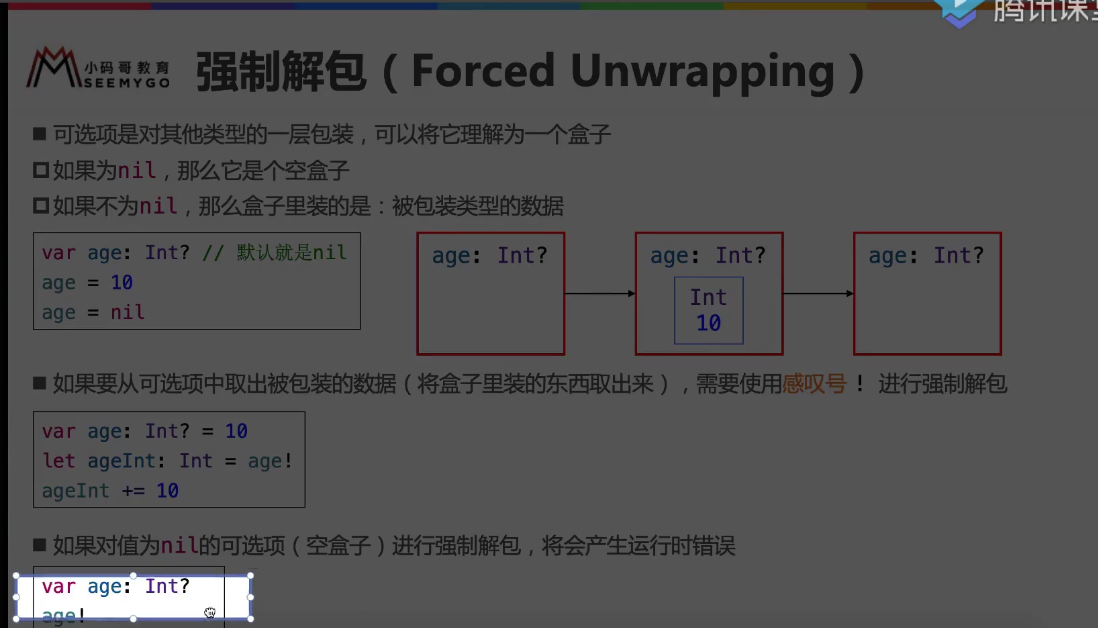 腾讯课堂
小码哥教育
SEEMYGO
强制解包（Forced Unwrapping）
可选项是对其他类型的一层包装，可以将它理解为一个盒子
如果为nil，那么它是个空盒子
如果不为nil，那么盒子里装的是：被包装类型的数据
var age: Int? // 默认就是nil
age = 10
age = nil
age: Int?
age: Int?
Int
10
age: Int?
如果要从可选项中取出被包装的数据（将盒子里装的东西取出来），需要使用感叹号！进行强制解包
var age: Int? = 10
let ageInt: Int = age!
ageInt += 10
如果对值为nil的可选项（空盒子）进行强制解包，将会产生运行时错误
var age: Int?
age!